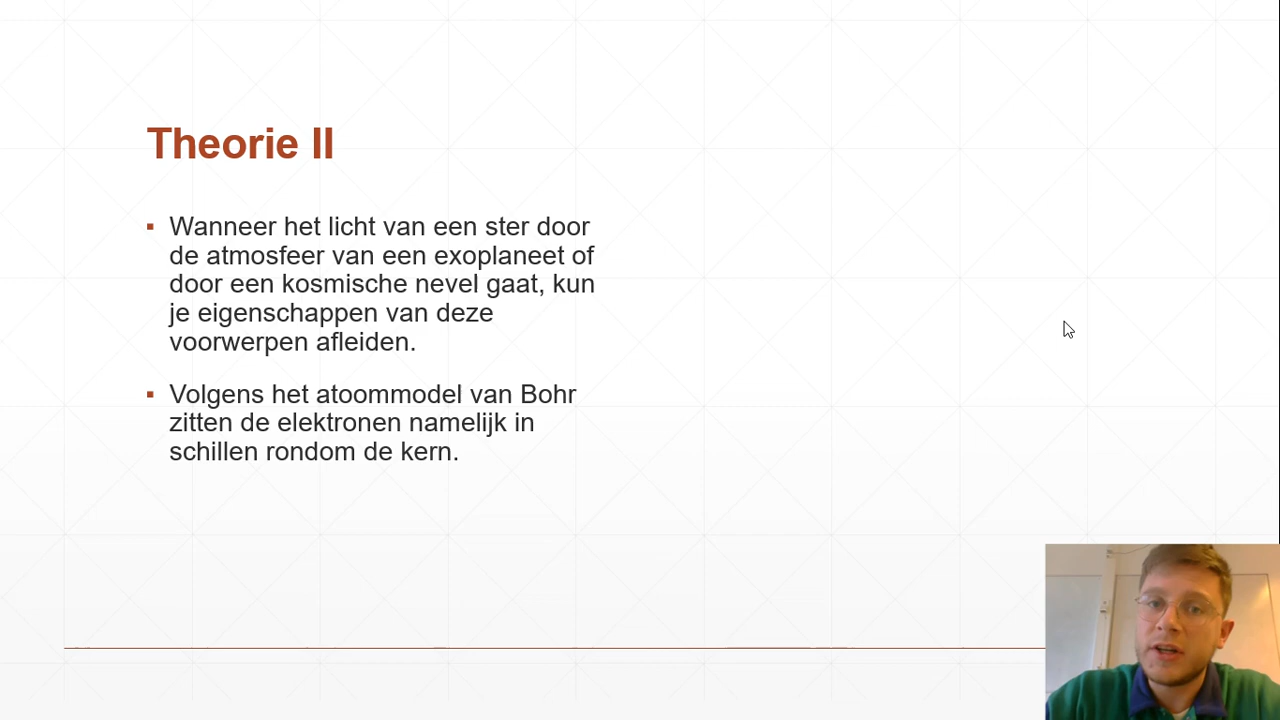 Theorie II
▪ Wanneer het licht van een ster door
de atmosfeer van een exoplaneet of
door een kosmische nevel gaat, kun
je eigenschappen van deze
voorwerpen afleiden.
▪ Volgens het atoommodel van Bohr
zitten de elektronen namelijk in
schillen rondom de kern.